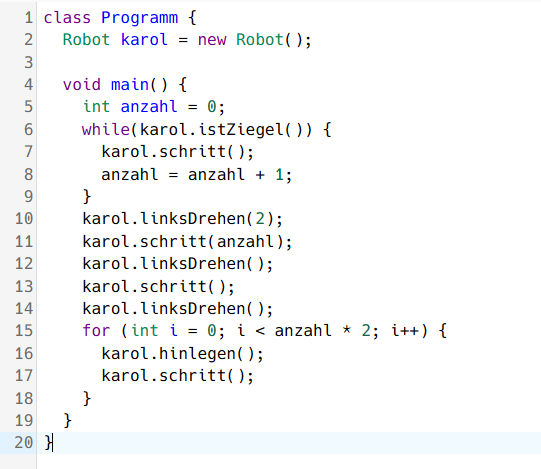 1 class Programm {
2   Robot karol = new Robot();
3
4   void main() {
5     int anzahl = 0;
6     while(karol.istZiegel()) {
7       karol.schritt();
8       anzahl = anzahl + 1;
9     }
10     karol.linksDrehen(2);
11     karol.schritt(anzahl);
12     karol.linksDrehen();
13     karol.schritt();
14     karol.linksDrehen();
15     for (int i = 0; i < anzahl * 2; i++) {
16       karol.hinlegen();
17       karol.schritt();
18     }
19   }
20 }